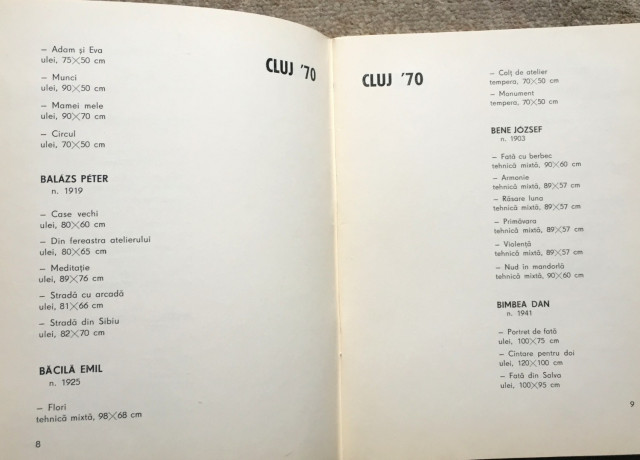 – Adam și Eva
ulei, 75×50 cm
– Munci
ulei, 90×50 cm
– Mamei mele
ulei, 90×70 cm
– Circul
ulei, 70×50 cm
CLUJ '70
BALÁZS PÉTER
n. 1919
– Case vechi
ulei, 80×60 cm
– Din fereastra atelierului
ulei, 80×65 cm
– Meditație
ulei, 89×76 cm
– Stradă cu arcadă
ulei, 81×66 cm
– Stradă din Sibiu
ulei, 82×70 cm
BĂCILĂ EMIL
n. 1925
– Flori
tehnică mixtă, 98×68 cm
8
CLUJ '70
– Colț de atelier
tempera, 70×50 cm
– Monument
tempera, 70×50 cm
BENE JÓZSEF
n. 1903
– Fată cu berbec
tehnică mixtă, 90×60 cm
– Armonie
tehnică mixtă, 89×57 cm
– Răsare luna
tehnică mixtă, 89×57 cm
– Primăvara
tehnică mixtă, 89×57 cm
– Violență
tehnică mixtă, 89×57 cm
– Nud în mandorlă
tehnică mixtă, 90×60 cm
BIMBEA DAN
n. 1941
– Portret de fată
ulei, 100×75 cm
– Cîntare pentru doi
ulei, 120×100 cm
– Fată din Salva
ulei, 100×95 cm
9